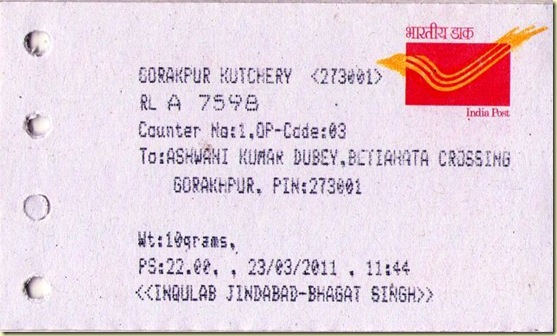 भारतीय डाक
India Post
GORAKPUR KUTCHERY <273001>
RL A 7598
Counter No:1,OP-Code:03
To:ASHWANI KUMAR DUBEY,BETIAHATA CROSSING
GORAKHPUR, PIN:273001
Wt:10grams,
PS:22.00, , 23/03/2011 , 11:44
<<INQULAB JINDABAD-BHAGAT SINGH>>